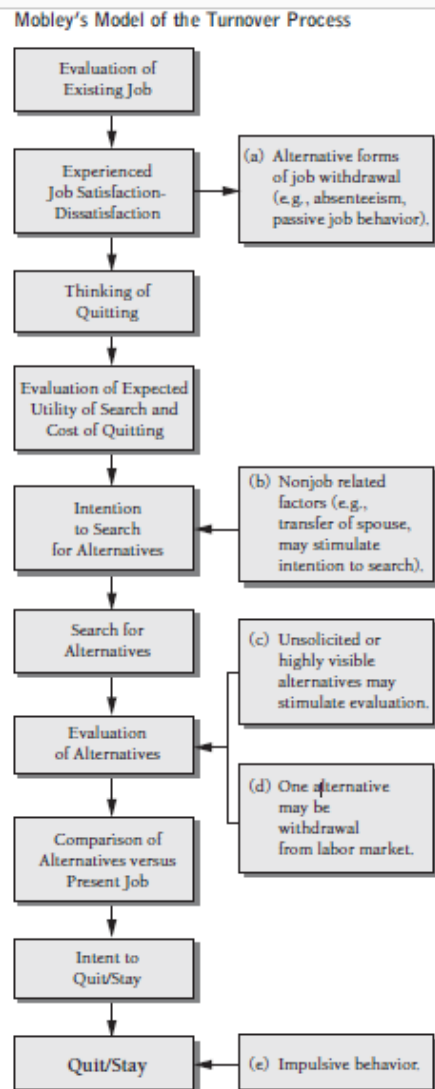 Mobley's Model of the Turnover Process
Evaluation of
Existing Job
Experienced
Job Satisfaction-
Dissatisfaction
(a) Alternative forms
of job withdrawal
(e.g., absenteeism,
passive job behavior).
Thinking of
Quitting
Evaluation of Expected
Utility of Search and
Cost of Quitting
Intention
to Search
for Alternatives
(b) Nonjob related
factors (e.g.,
transfer of spouse,
may stimulate
intention to search).
Search for
Alternatives
(c) Unsolicited or
highly visible
alternatives may
stimulate evaluation.
Evaluation
of Alternatives
(d) One alternative
may be
withdrawal
from labor market.
Comparison of
Alternatives versus
Present Job
Intent to
Quit/Stay
Quit/Stay
(e) Impulsive behavior.